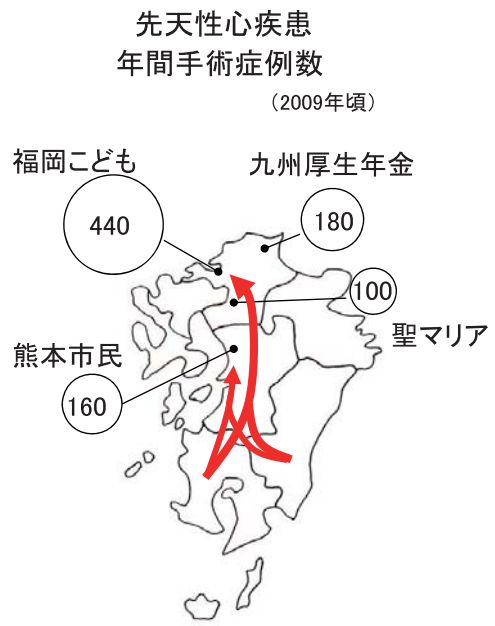 先天性心疾患
年間手術症例数
（2009年頃）
福岡こども
九州厚生年金
440
180
100
聖マリア
熊本市民
160